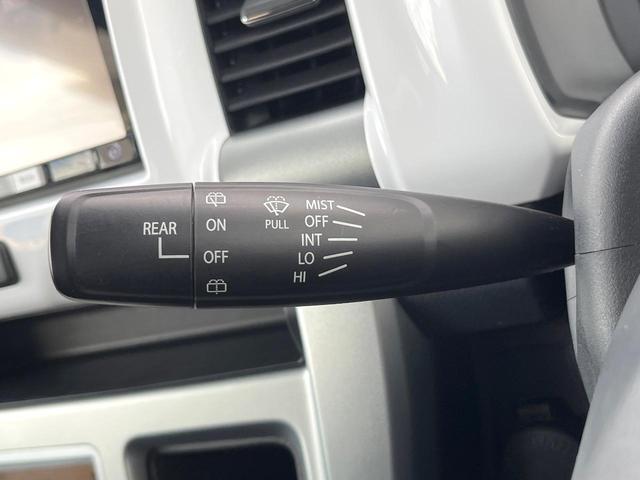 REAR
ON
OFF
PULL
MIST
OFF
INT
LO
HI